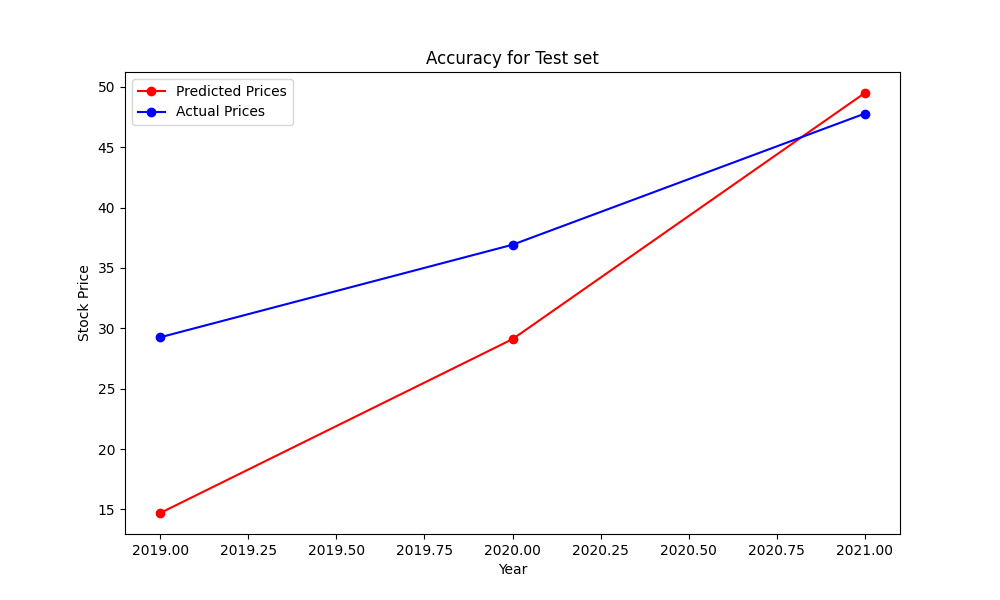 Accuracy for Test set
Predicted Prices
Actual Prices
50
45
40
35
30
25
20
15
Stock Price
2019.00 2019.25 2019.50 2019.75 2020.00 2020.25 2020.50 2020.75 2021.00
Year